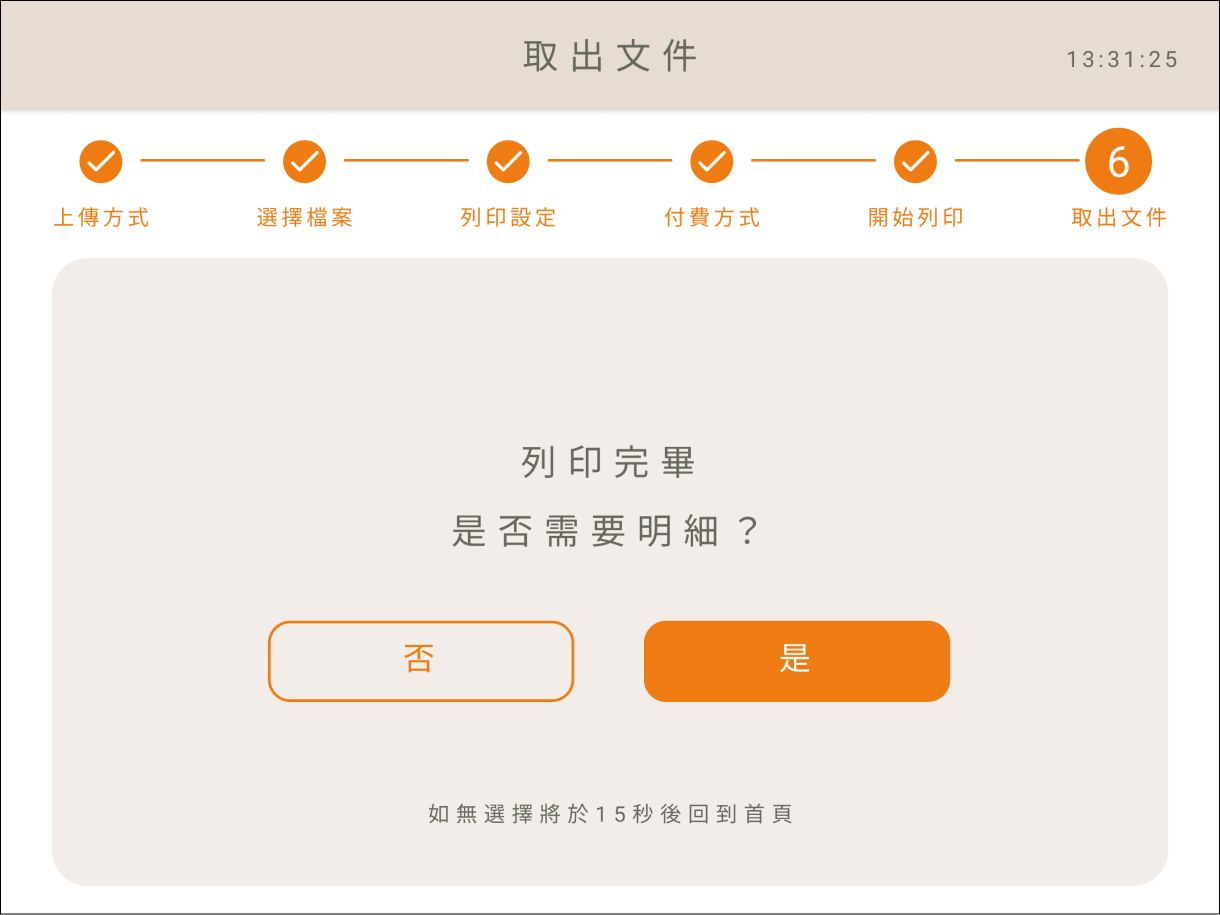 取出文件
13:31:25
6
上傳方式
選擇檔案
列印設定
付費方式
開始列印
取出文件
列印完畢
是否需要明細？
否
是
如無選擇將於15秒後回到首頁